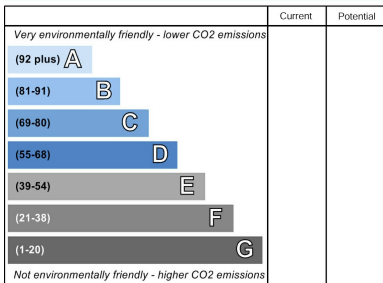 Current Potential
Very environmentally friendly - lower CO2 emissions
(92 plus) A
(81-91) B
(69-80) C
(55-68) D
(39-54) E
(21-38) F
(1-20) G
Not environmentally friendly - higher CO2 emissions